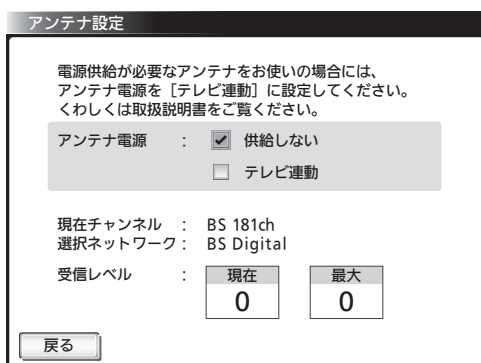 アンテナ設定
電源供給が必要なアンテナをお使いの場合には、
アンテナ電源を［テレビ連動］に設定してください。
くわしくは取扱説明書をご覧ください。
アンテナ電源 : 供給しない
テレビ連動
現在チャンネル : BS 181ch
選択ネットワーク : BS Digital
受信レベル : 現在 最大
0 0
戻る